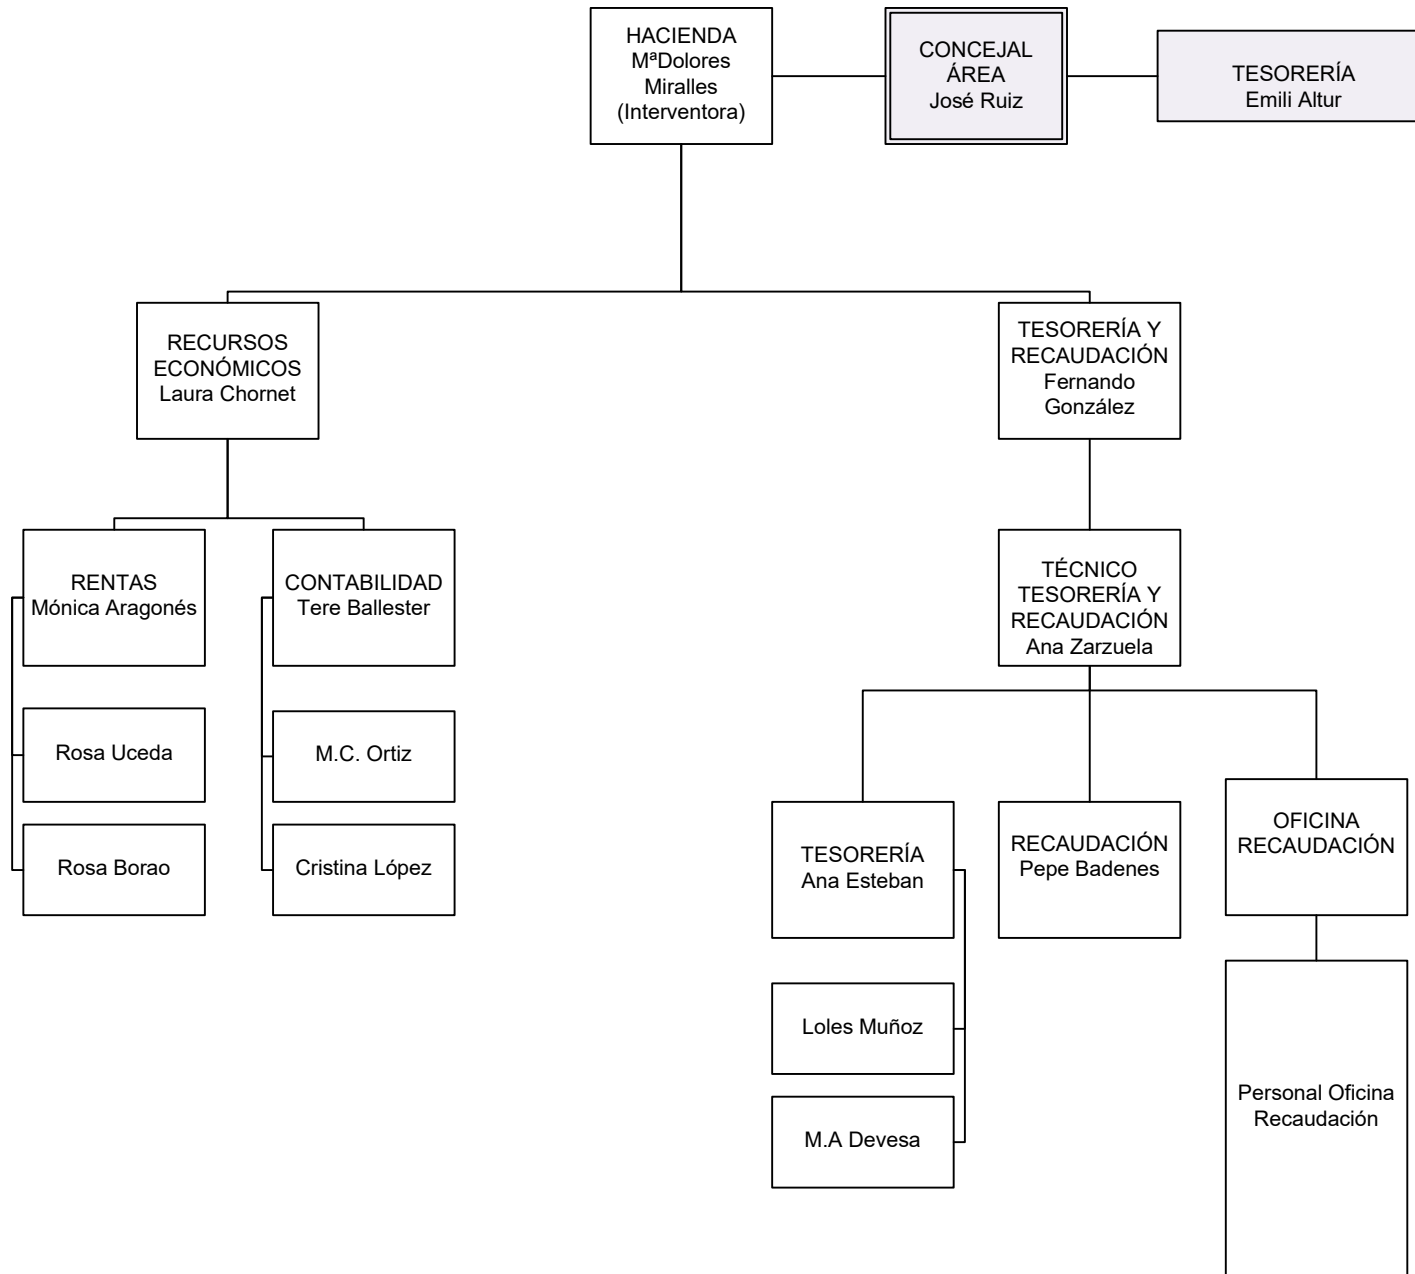 HACIENDA
MªDolores
Miralles
(Interventora)
CONCEJAL
ÁREA
José Ruiz
TESORERÍA
Emili Altur
RECURSOS
ECONÓMICOS
Laura Chornet
TESORERÍA Y
RECAUDACIÓN
Fernando
González
RENTAS
Mónica Aragonés
CONTABILIDAD
Tere Ballester
TÉCNICO
TESORERÍA Y
RECAUDACIÓN
Ana Zarzuela
Rosa Uceda
M.C. Ortiz
Rosa Borao
Cristina López
TESORERÍA
Ana Esteban
RECAUDACIÓN
Pepe Badenes
OFICINA
RECAUDACIÓN
Loles Muñoz
M.A Devesa
Personal Oficina
Recaudación